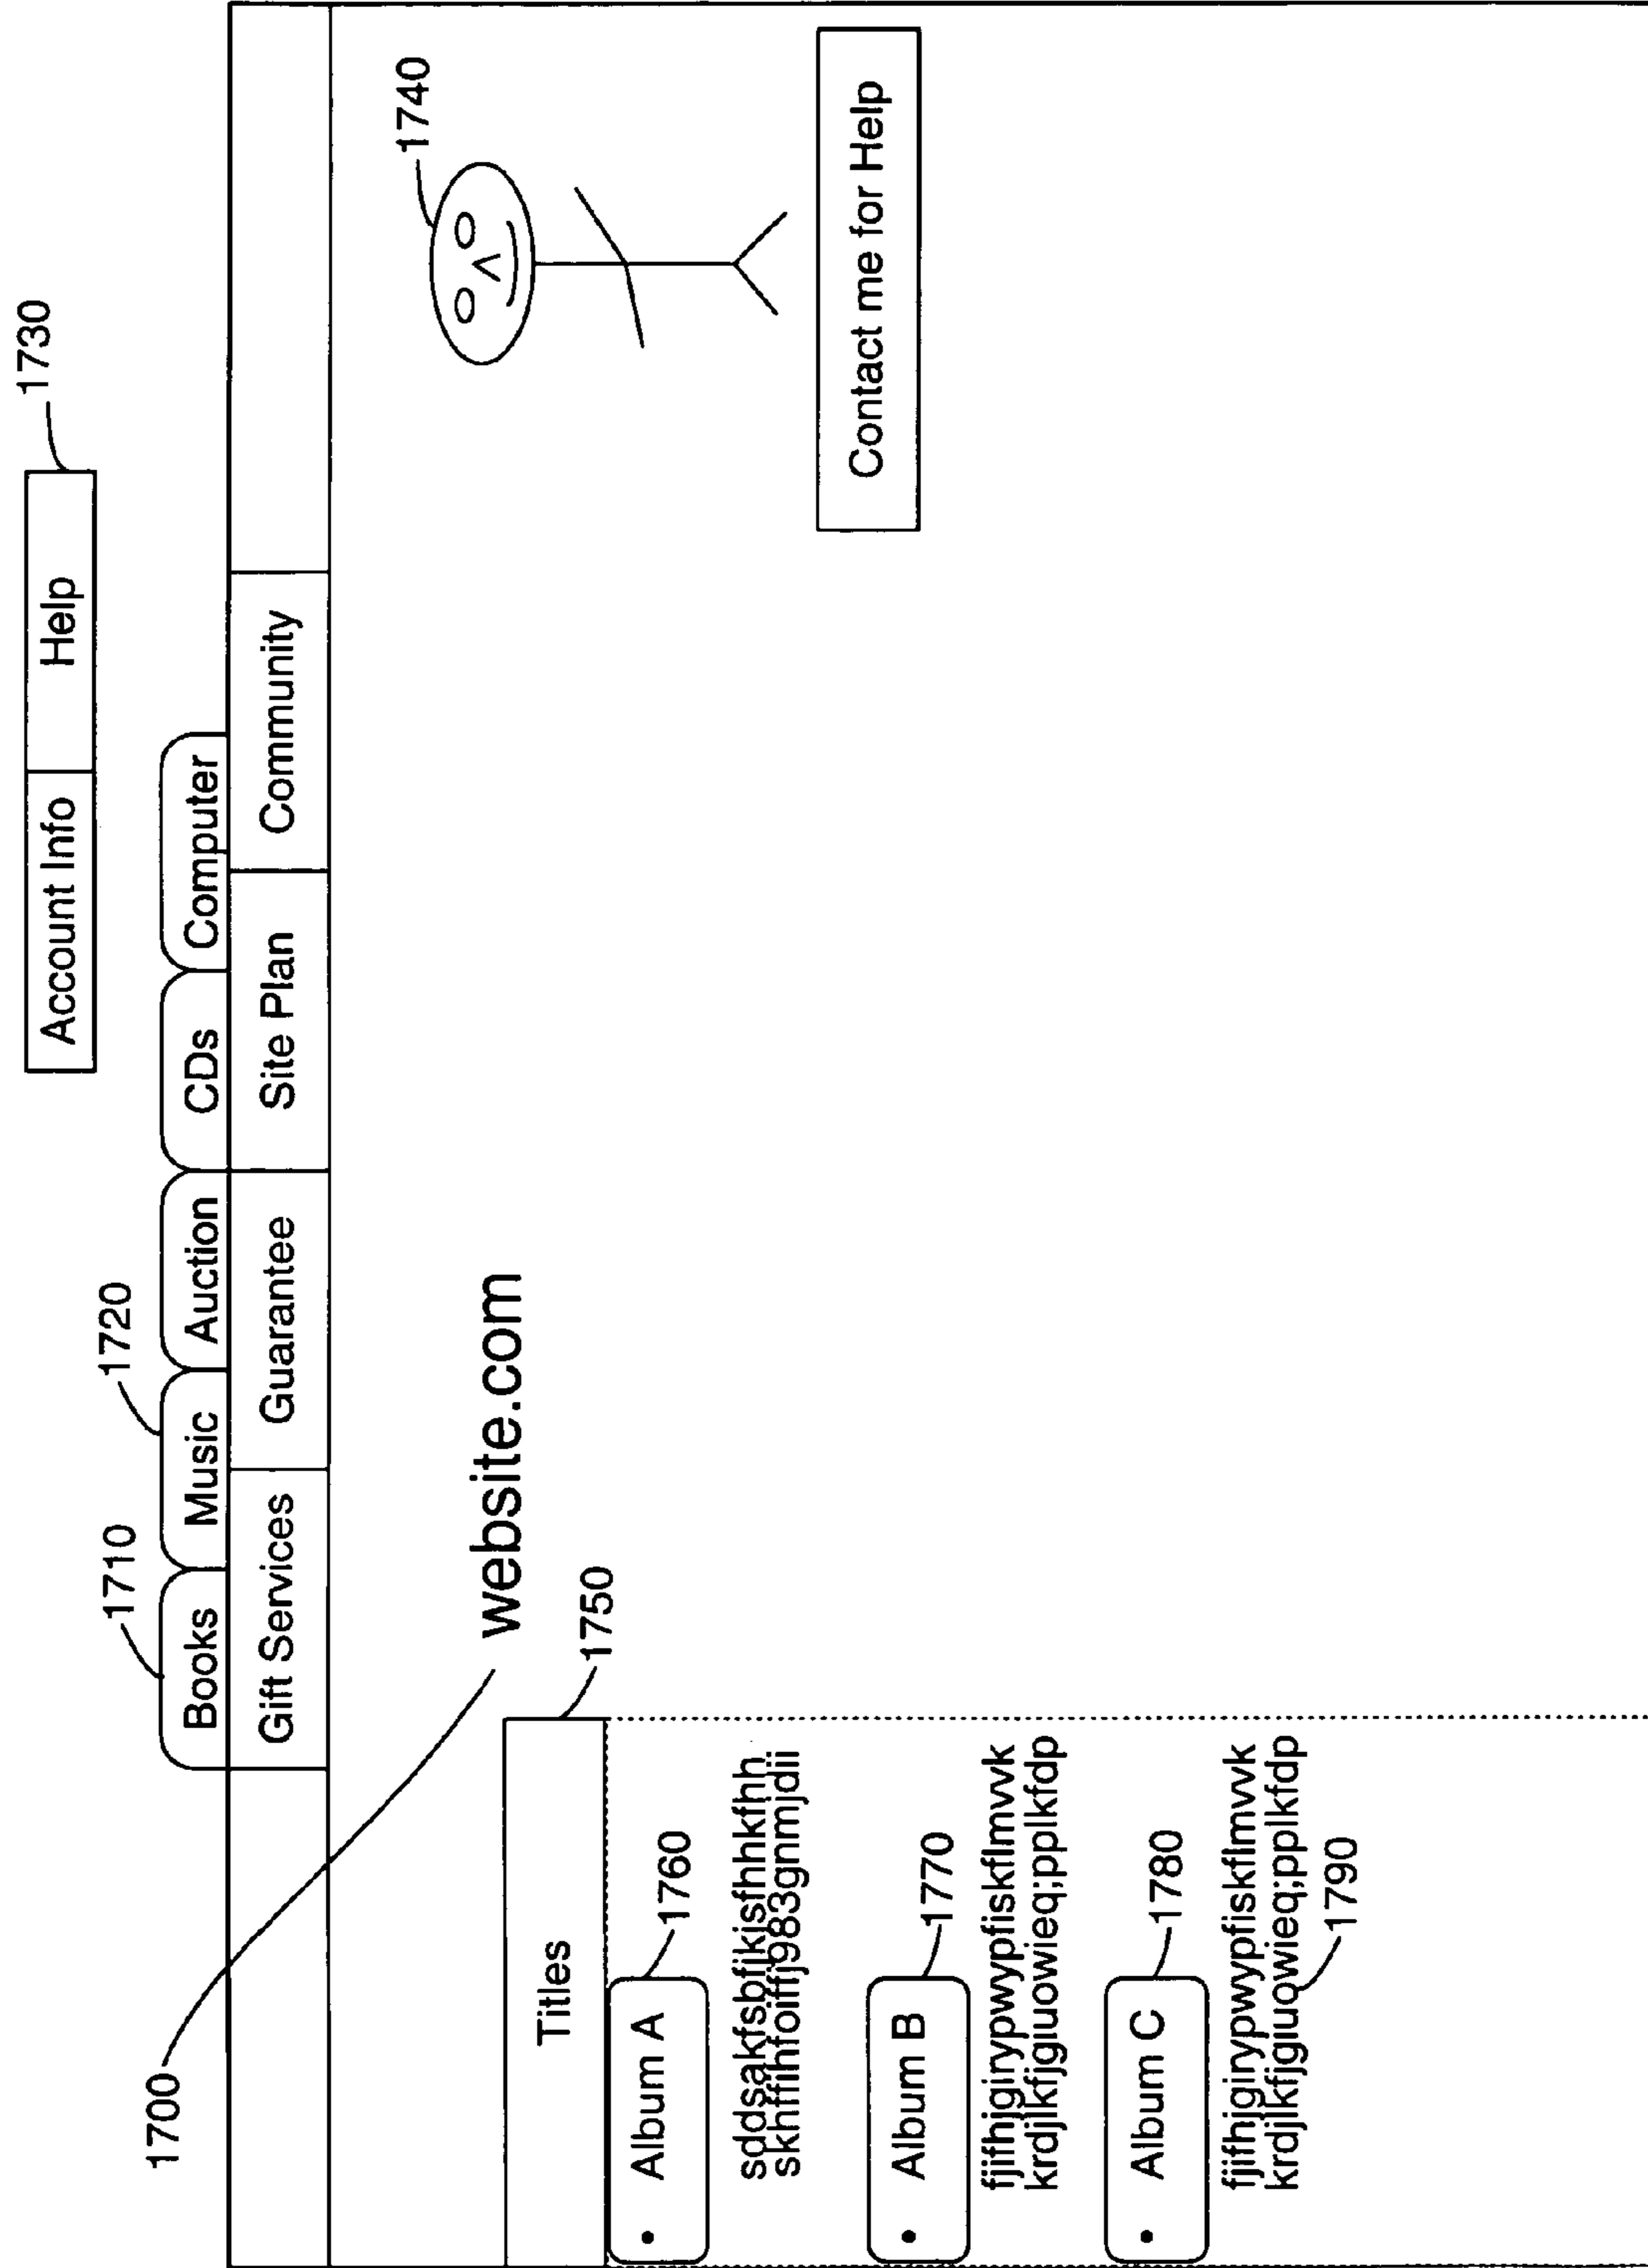 1730
Account Info Help
1710 1720
Books Music Auction CDs Computer
1700
Gift Services Guarantee Site Plan Community
1740
website.com
1750
Titles
• Album A 1760
sddsakfsbfjkjsfhhkfhh
skhffihfoiffj983gnmjdii
Contact me for Help
• Album B 1770
fjifhjgirypwypfiskflmvvk
krdjlkfjgiuowieq;pplkfdp
• Album C 1780
fjifhjgirypwypfiskflmvvk
krdjlkfjgiuowieq;pplkfdp
1790